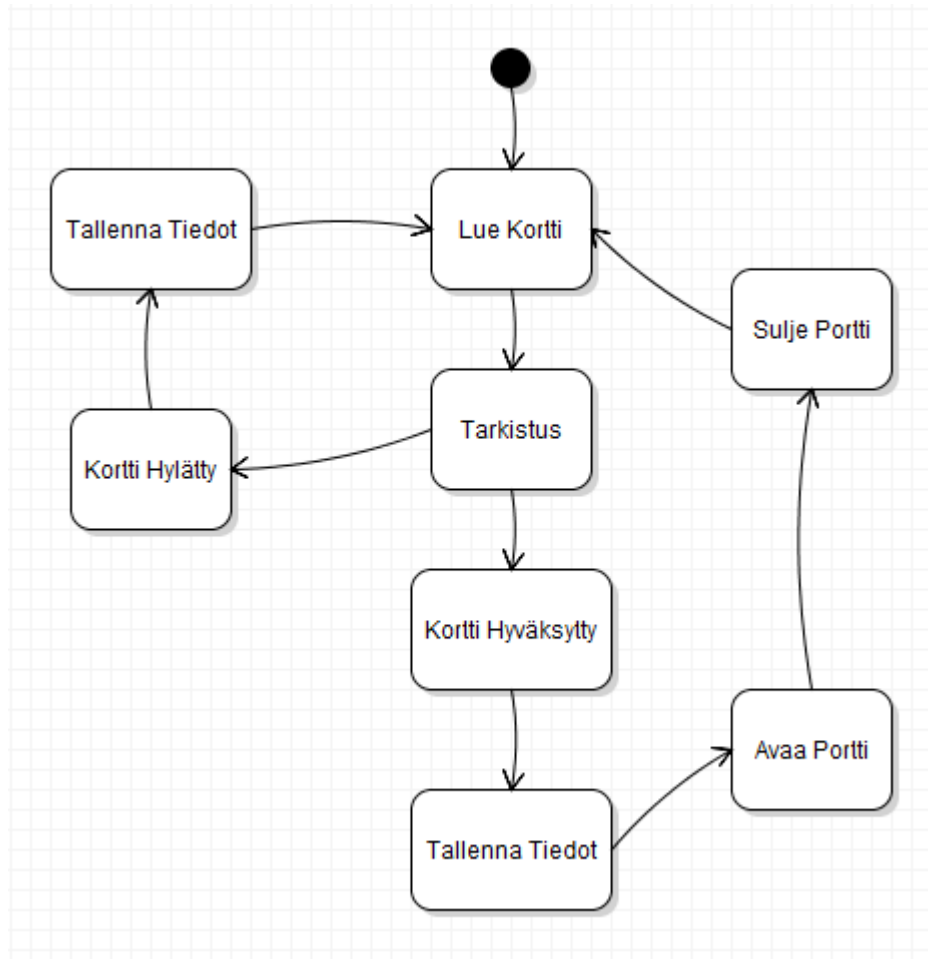 Tallenna Tiedot
Lue Kortti
Sulje Portti
Tarkistus
Kortti Hylätty
Kortti Hyväksytty
Avaa Portti
Tallenna Tiedot